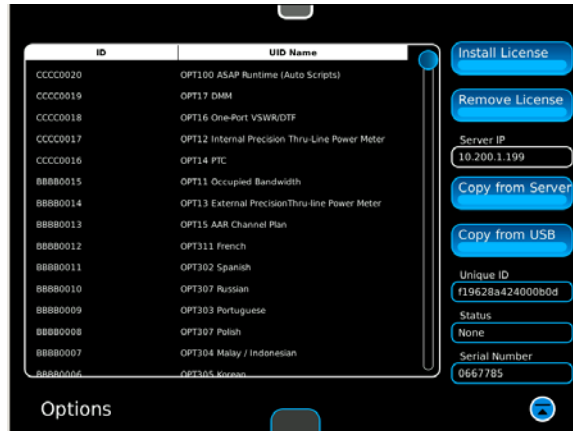 ID UID Name
CCCC0020 OPT100 ASAP Runtime (Auto Scripts)
CCCC0019 OPT17 DMM
CCCC0018 OPT16 One-Port VSWR/DTF
CCCC0017 OPT12 Internal Precision Thru-Line Power Meter
CCCC0016 OPT14 PTC
BBBB0015 OPT11 Occupied Bandwidth
BBBB0014 OPT13 External PrecisionThru-line Power Meter
BBBB0013 OPT15 AAR Channel Plan
BBBB0012 OPT311 French
BBBB0011 OPT302 Spanish
BBBB0010 OPT307 Russian
BBBB0009 OPT303 Portuguese
BBBB0008 OPT307 Polish
BBBB0007 OPT304 Malay / Indonesian
BBBB0006 OPT305 Korean
Install License
Remove License
Server IP
10.200.1.199
Copy from Server
Copy from USB
Unique ID
f19628a424000b0d
Status
None
Serial Number
0667785
Options